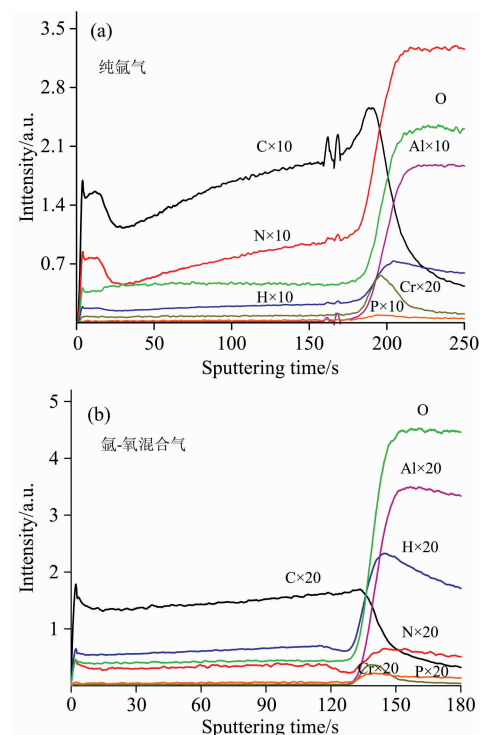 (a)
纯氩气
3.5
2.8
2.1
1.4
0.7
Inttensity/a.u.
C×10
N×10
H×10
O
Al×10
Cr×20
P×10
0 50 100 150 200 250
Sputtering time/s
(b)
氩-氧混合气
5
4
3
2
1
Inttensity/a.u.
O
Al×20
H×20
C×20
N×20
Cr×20
P×20
0 30 60 90 120 150 180
Sputtering time/s